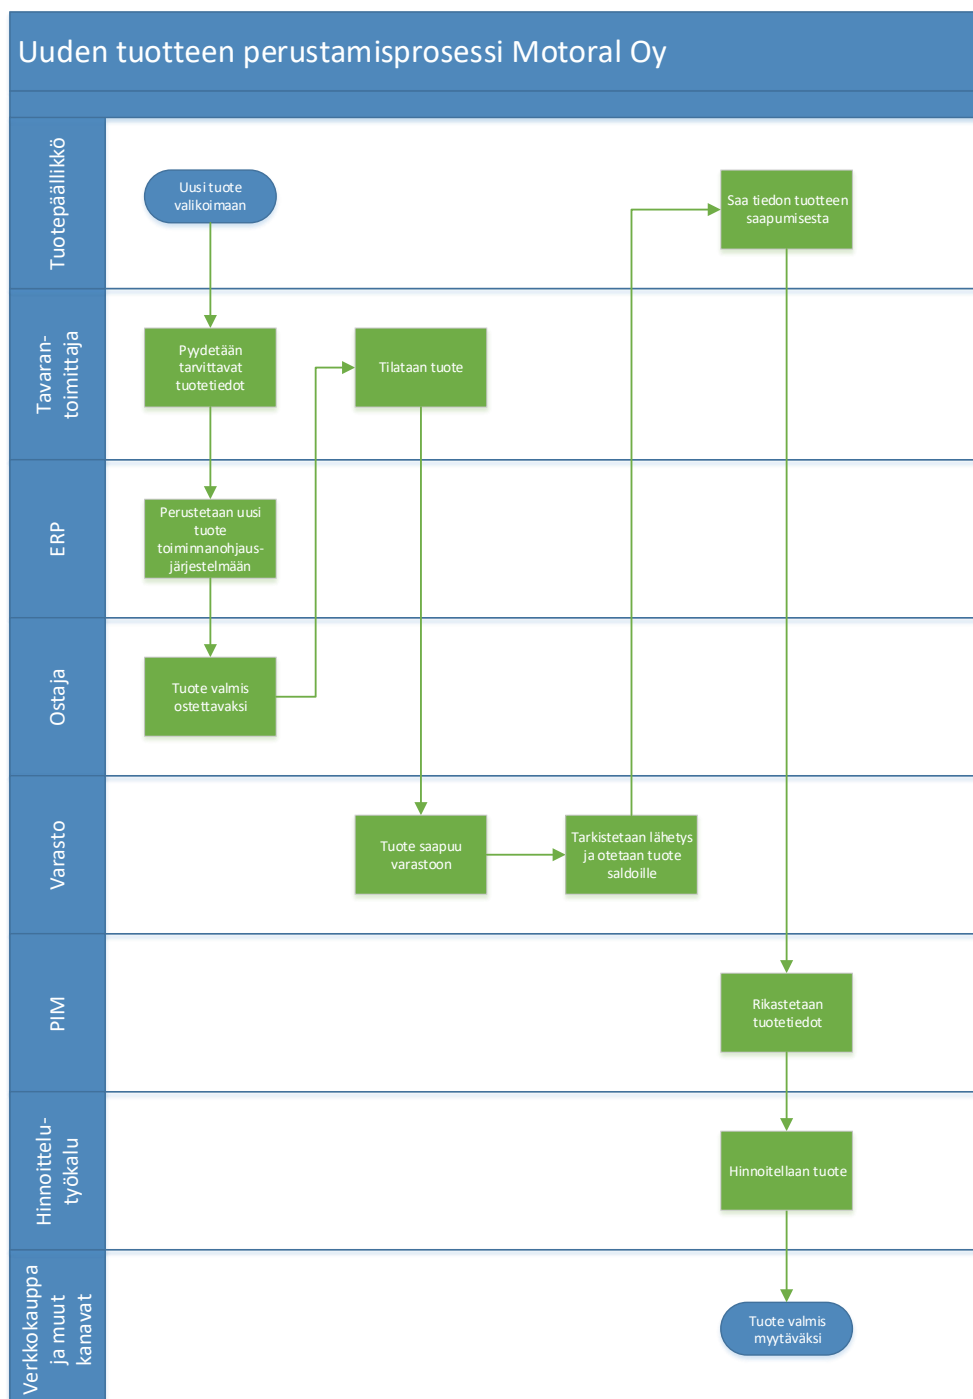 Uuden tuotteen perustamisprosessi Motoral Oy
Tuotepäällikkö
Uusi tuote
valikoimaan
Saa tiedon tuotteen
saapumisesta
Tavaran-
toimittaja
Pyydetään
tarvittavat
tuotetiedot
Tilataan tuote
ERP
Perustetaan uusi
tuote
toiminnanohjaus-
järjestelmään
Ostaja
Tuote valmis
ostettavaksi
Varasto
Tuote saapuu
varastoon
Tarkistetaan lähetys
ja otetaan tuote
saldoille
PIM
Rikastetaan
tuotetiedot
Hinnoittelu-
työkalu
Hinnoitellaan tuote
Verkkokauppa
ja muut
kanavat
Tuote valmis
myytäväksi